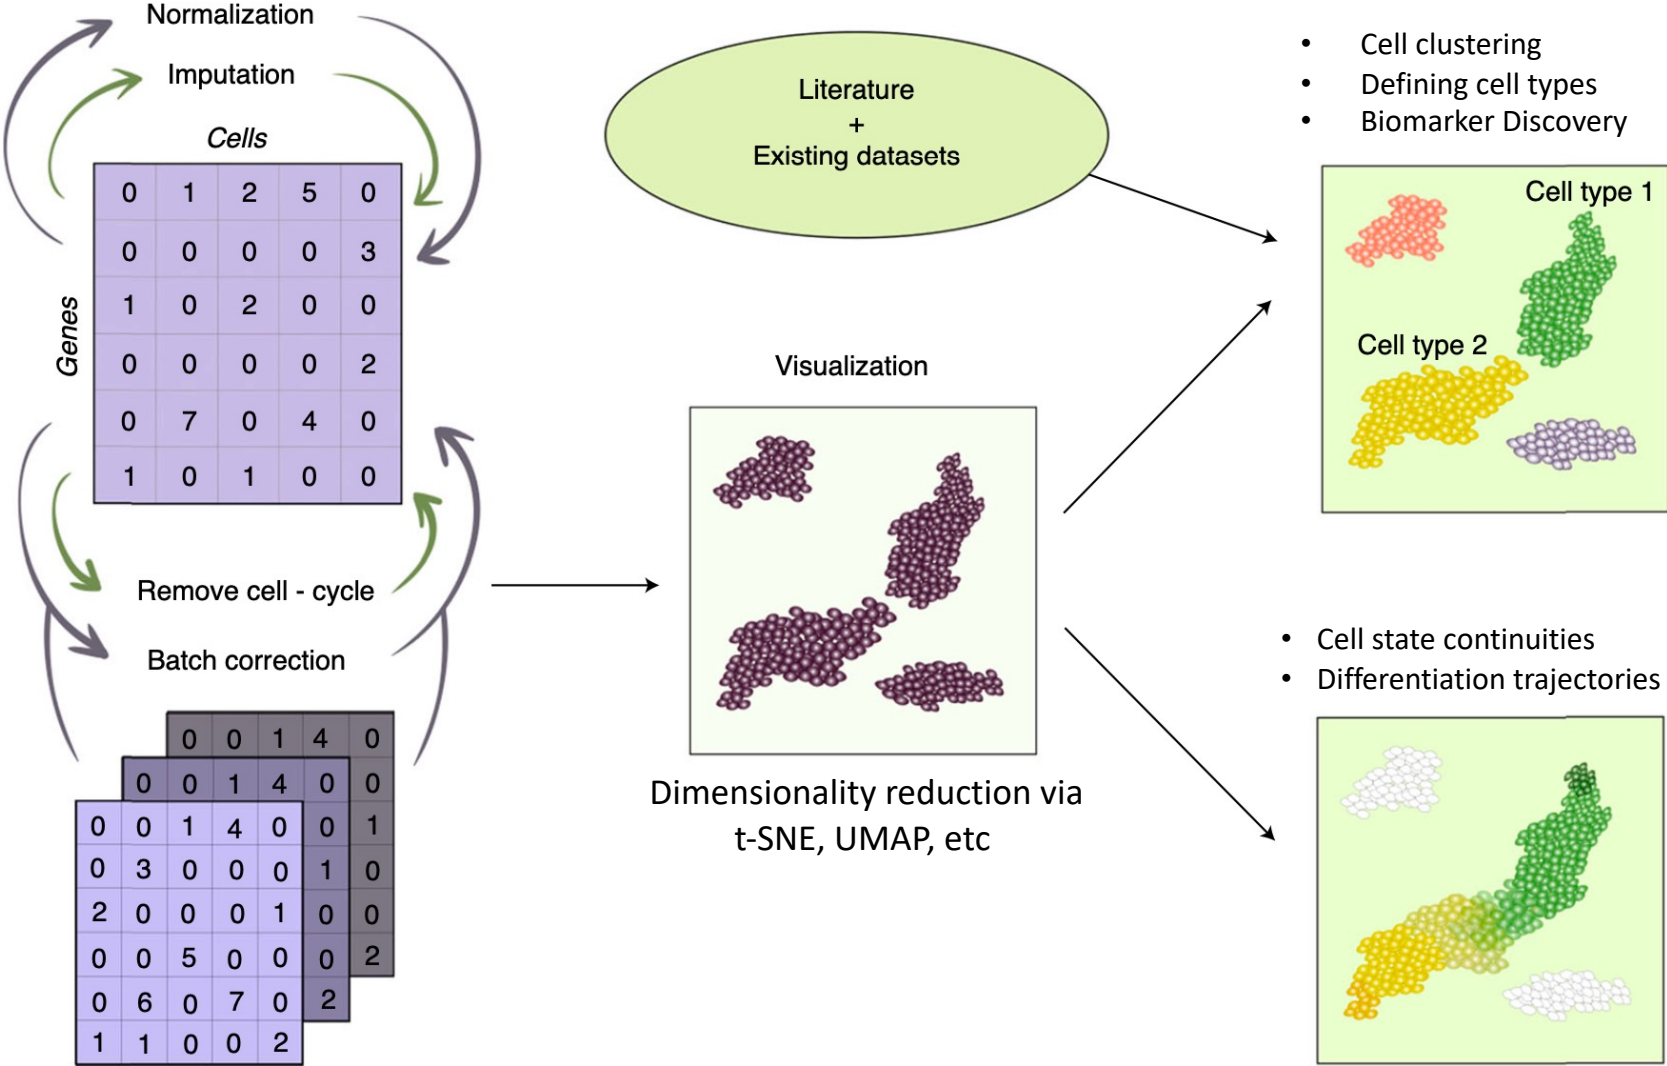 Normalization
Imputation
Cells
Genes
0 1 2 5 0
0 0 0 0 3
1 0 2 0 0
0 0 0 0 2
0 7 0 4 0
1 0 1 0 0
Remove cell - cycle
Batch correction
0 0 1 4 0
0 0 1 4 0 0
0 0 1 4 0 0 1
0 3 0 0 0 1 0
2 0 0 0 1 0 0
0 0 5 0 0 0 2
0 6 0 7 0 2
1 1 0 0 2
Literature
+
Existing datasets
Visualization
Dimensionality reduction via
t-SNE, UMAP, etc
• Cell clustering
• Defining cell types
• Biomarker Discovery
Cell type 1
Cell type 2
• Cell state continuities
• Differentiation trajectories